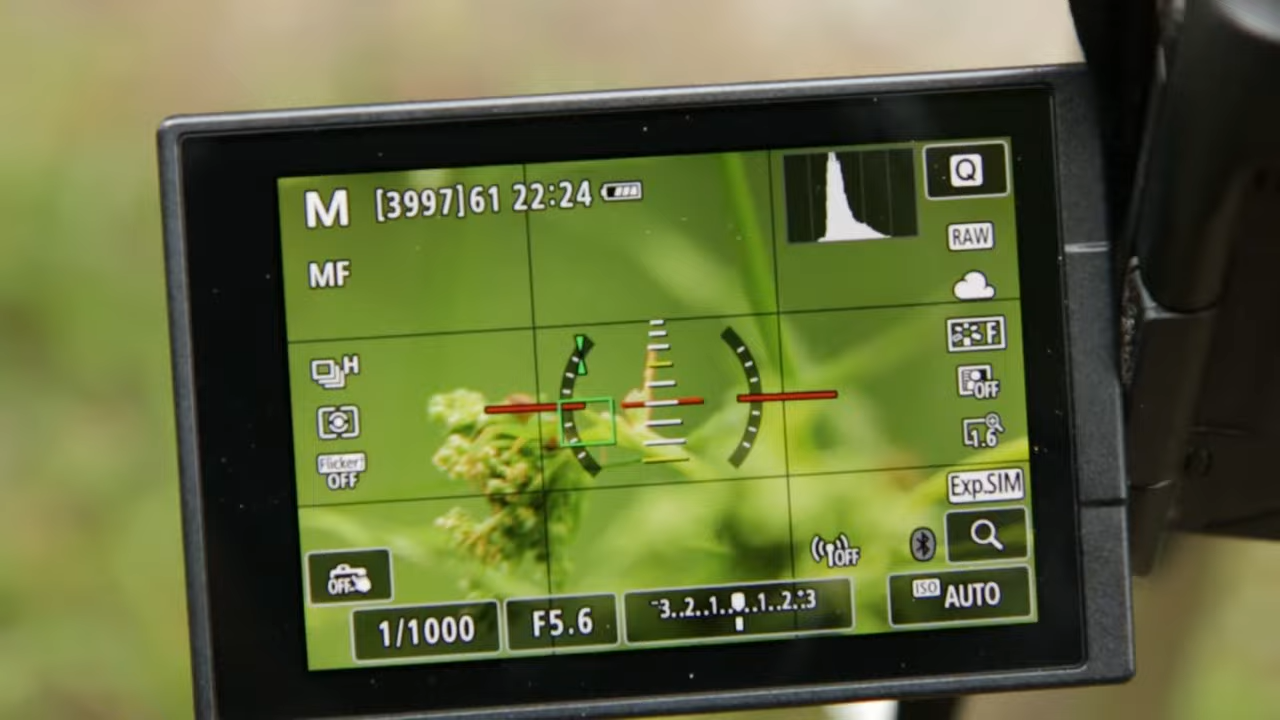 M [3997]61 22:24
Q
MF
RAW
H
F
OFF
1.6
Flicker!
OFF
Exp.SIM
OFF
OFF
1/1000 F5.6 -3..2..1..0..1..2..+3 ISO AUTO